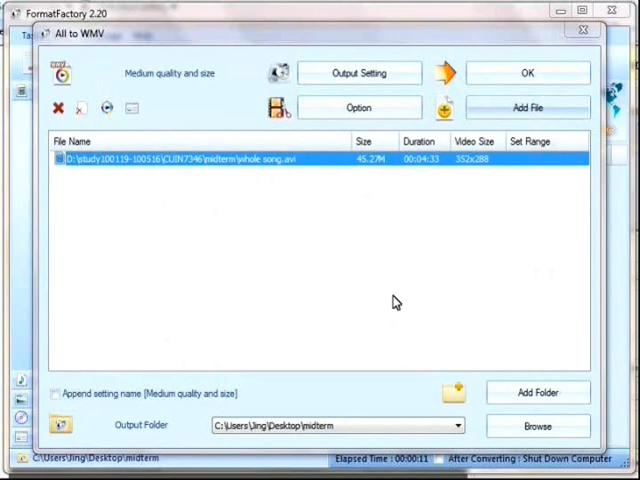 FormatFactory 2.20
All to WMV
Medium quality and size
Output Setting
OK
Option
Add File
File Name Size Duration Video Size Set Range
D:\study100119-100516\CUIN7346\midterm\whole song.avi 45.27M 00:04:33 352x288
Append setting name [Medium quality and size]
Add Folder
Output Folder
C:\Users\Jing\Desktop\midterm
Browse
C:\Users\Jing\Desktop\midterm
Elapsed Time : 00:00:11
After Converting : Shut Down Computer